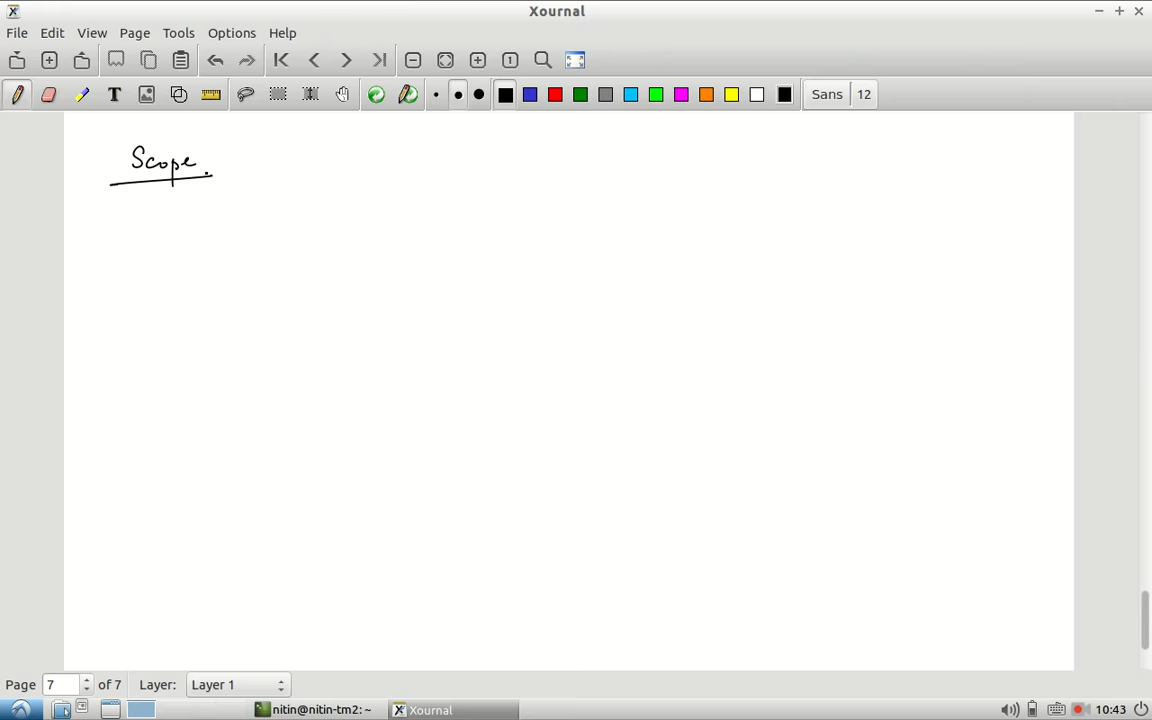 Xournal
File Edit View Page Tools Options Help
Sans 12
Scope.
Page 7 of 7 Layer: Layer 1
nitin@nitin-tm2: ~ Xournal 10:43